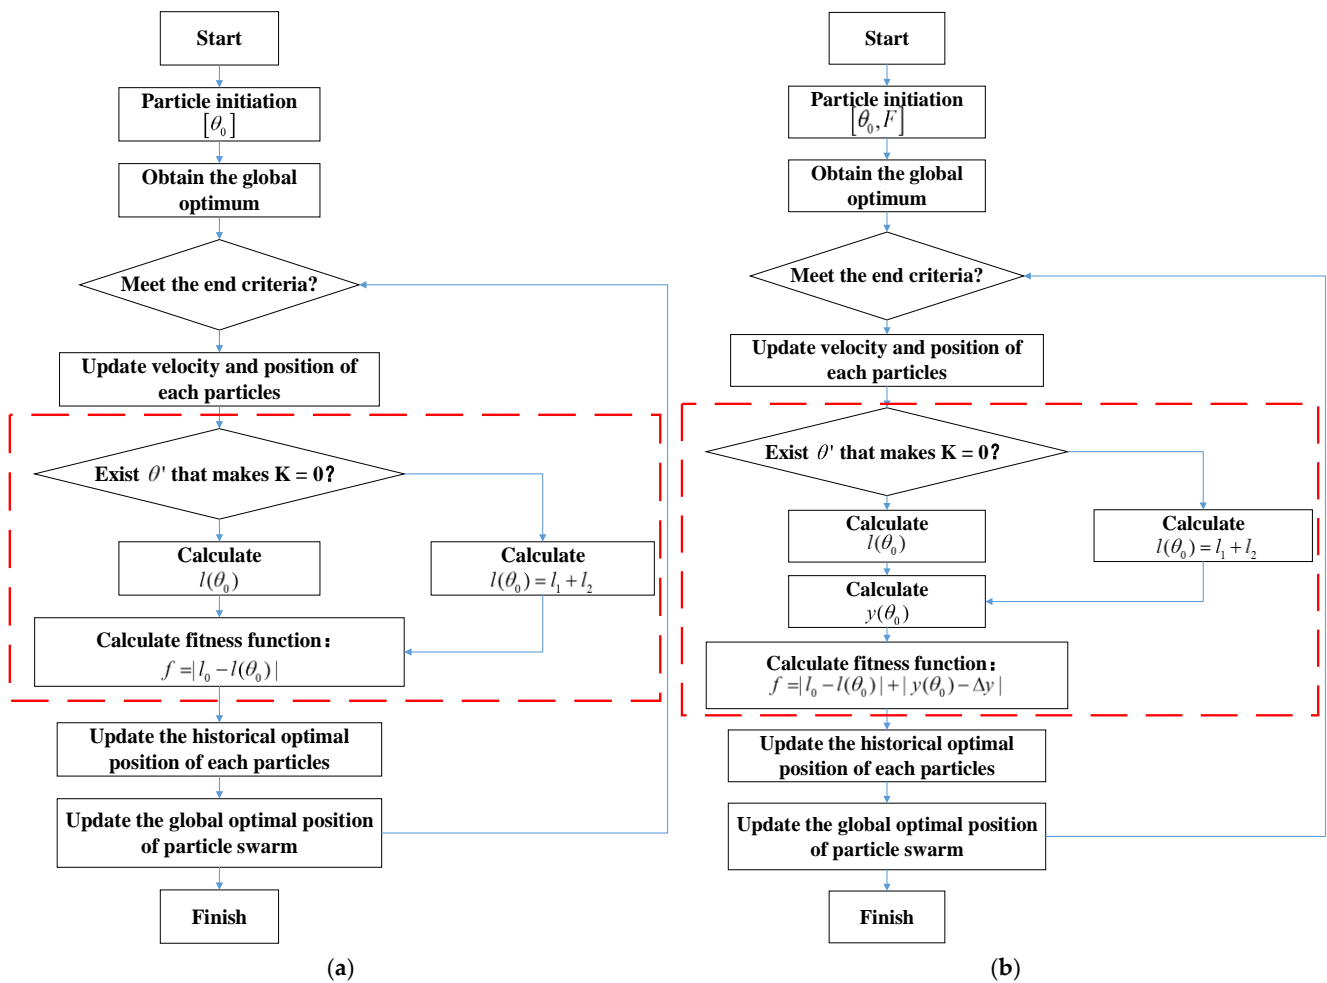 Start
Particle initiation
[θ₀]
Obtain the global
optimum
Meet the end criteria?
Update velocity and position of
each particles
Exist θ' that makes K = 0?
Calculate
l(θ₀)
Calculate
l(θ₀) = l₁ + l₂
Calculate fitness function：
f =| l₀ − l(θ₀) |
Update the historical optimal
position of each particles
Update the global optimal position
of particle swarm
Finish
(a)
Start
Particle initiation
[θ₀, F]
Obtain the global
optimum
Meet the end criteria?
Update velocity and position of
each particles
Exist θ' that makes K = 0?
Calculate
l(θ₀)
Calculate
l(θ₀) = l₁ + l₂
Calculate
y(θ₀)
Calculate fitness function：
f =| l₀ − l(θ₀) | + | y(θ₀) − Δy |
Update the historical optimal
position of each particles
Update the global optimal position
of particle swarm
Finish
(b)